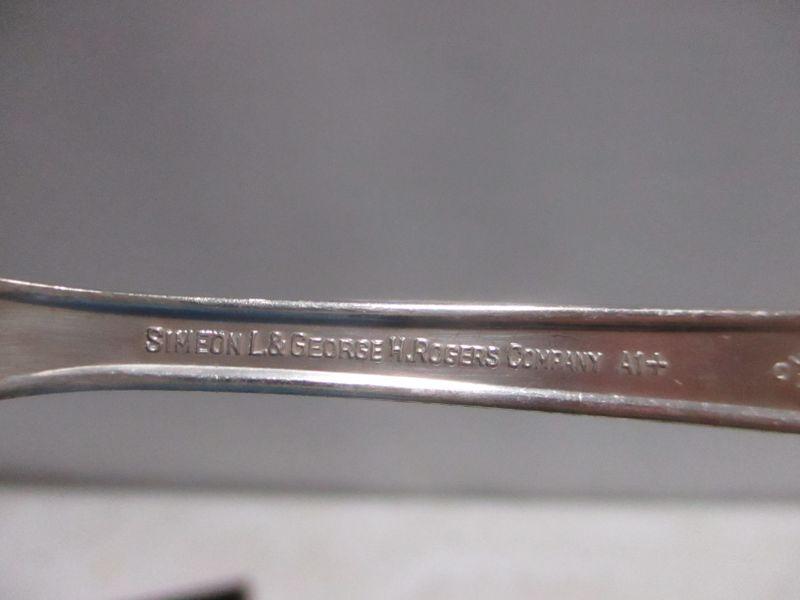 SIMEON L. & GEORGE H. ROGERS COMPANY A1+